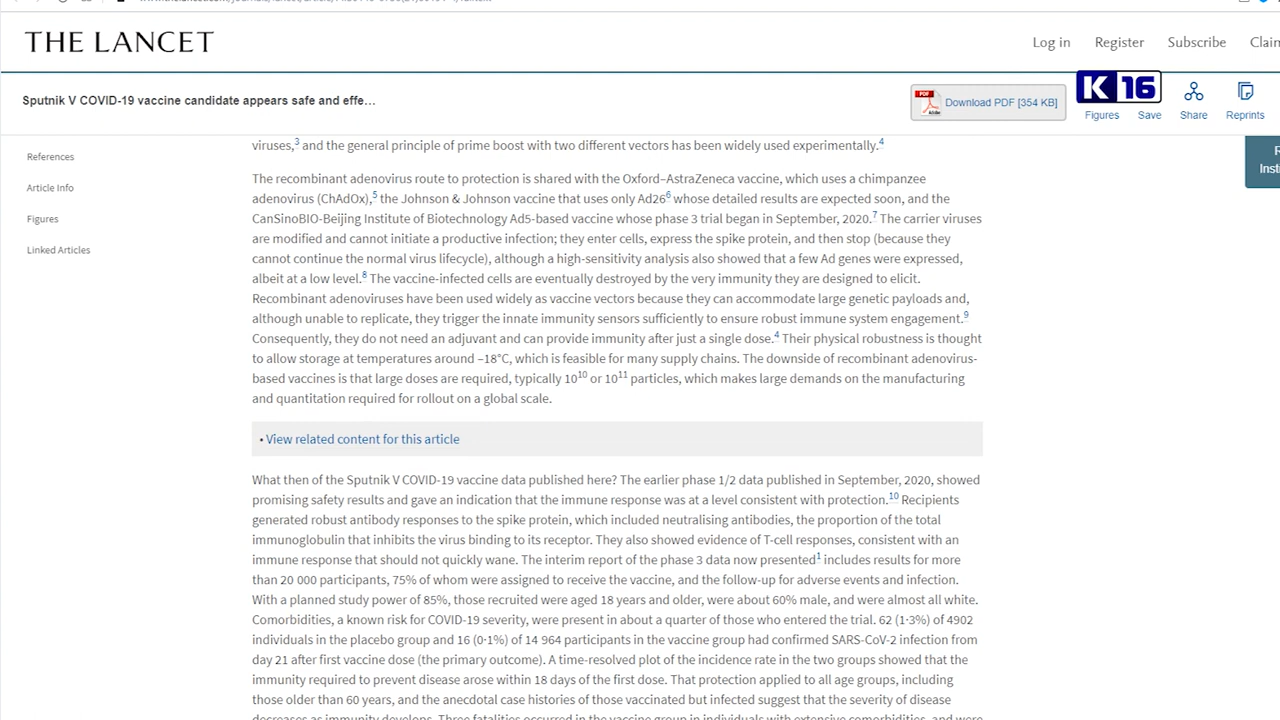 THE LANCET
Log in
Register
Subscribe
Sputnik V COVID-19 vaccine candidate appears safe and effe...
PDF
Adobe
Download PDF [354 KB]
K 16
Figures
Save
Share
Reprints
References
Article Info
Figures
Linked Articles
viruses,3 and the general principle of prime boost with two different vectors has been widely used experimentally.4
The recombinant adenovirus route to protection is shared with the Oxford–AstraZeneca vaccine, which uses a chimpanzee
adenovirus (ChAdOx),5 the Johnson & Johnson vaccine that uses only Ad266 whose detailed results are expected soon, and the
CanSinoBIO-Beijing Institute of Biotechnology Ad5-based vaccine whose phase 3 trial began in September, 2020.7 The carrier viruses
are modified and cannot initiate a productive infection; they enter cells, express the spike protein, and then stop (because they
cannot continue the normal virus lifecycle), although a high-sensitivity analysis also showed that a few Ad genes were expressed,
albeit at a low level.8 The vaccine-infected cells are eventually destroyed by the very immunity they are designed to elicit.
Recombinant adenoviruses have been used widely as vaccine vectors because they can accommodate large genetic payloads and,
although unable to replicate, they trigger the innate immunity sensors sufficiently to ensure robust immune system engagement.9
Consequently, they do not need an adjuvant and can provide immunity after just a single dose.4 Their physical robustness is thought
to allow storage at temperatures around –18°C, which is feasible for many supply chains. The downside of recombinant adenovirus-
based vaccines is that large doses are required, typically 10^10 or 10^11 particles, which makes large demands on the manufacturing
and quantitation required for rollout on a global scale.
• View related content for this article
What then of the Sputnik V COVID-19 vaccine data published here? The earlier phase 1/2 data published in September, 2020, showed
promising safety results and gave an indication that the immune response was at a level consistent with protection.10 Recipients
generated robust antibody responses to the spike protein, which included neutralising antibodies, the proportion of the total
immunoglobulin that inhibits the virus binding to its receptor. They also showed evidence of T-cell responses, consistent with an
immune response that should not quickly wane. The interim report of the phase 3 data now presented1 includes results for more
than 20 000 participants, 75% of whom were assigned to receive the vaccine, and the follow-up for adverse events and infection.
With a planned study power of 85%, those recruited were aged 18 years and older, were about 60% male, and were almost all white.
Comorbidities, a known risk for COVID-19 severity, were present in about a quarter of those who entered the trial. 62 (1·3%) of 4902
individuals in the placebo group and 16 (0·1%) of 14 964 participants in the vaccine group had confirmed SARS-CoV-2 infection from
day 21 after first vaccine dose (the primary outcome). A time-resolved plot of the incidence rate in the two groups showed that the
immunity required to prevent disease arose within 18 days of the first dose. That protection applied to all age groups, including
those older than 60 years, and the anecdotal case histories of those vaccinated but infected suggest that the severity of disease
decreases as immunity develops. Three fatalities occurred in the vaccine group in individuals with extensive comorbidities, and were